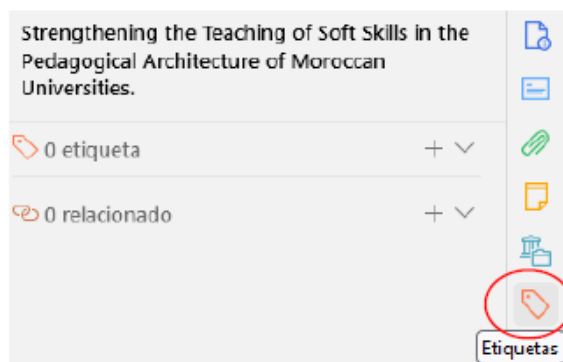 Strengthening the Teaching of Soft Skills in the
Pedagogical Architecture of Moroccan
Universities.
0 etiqueta
0 relacionado
Etiquetas